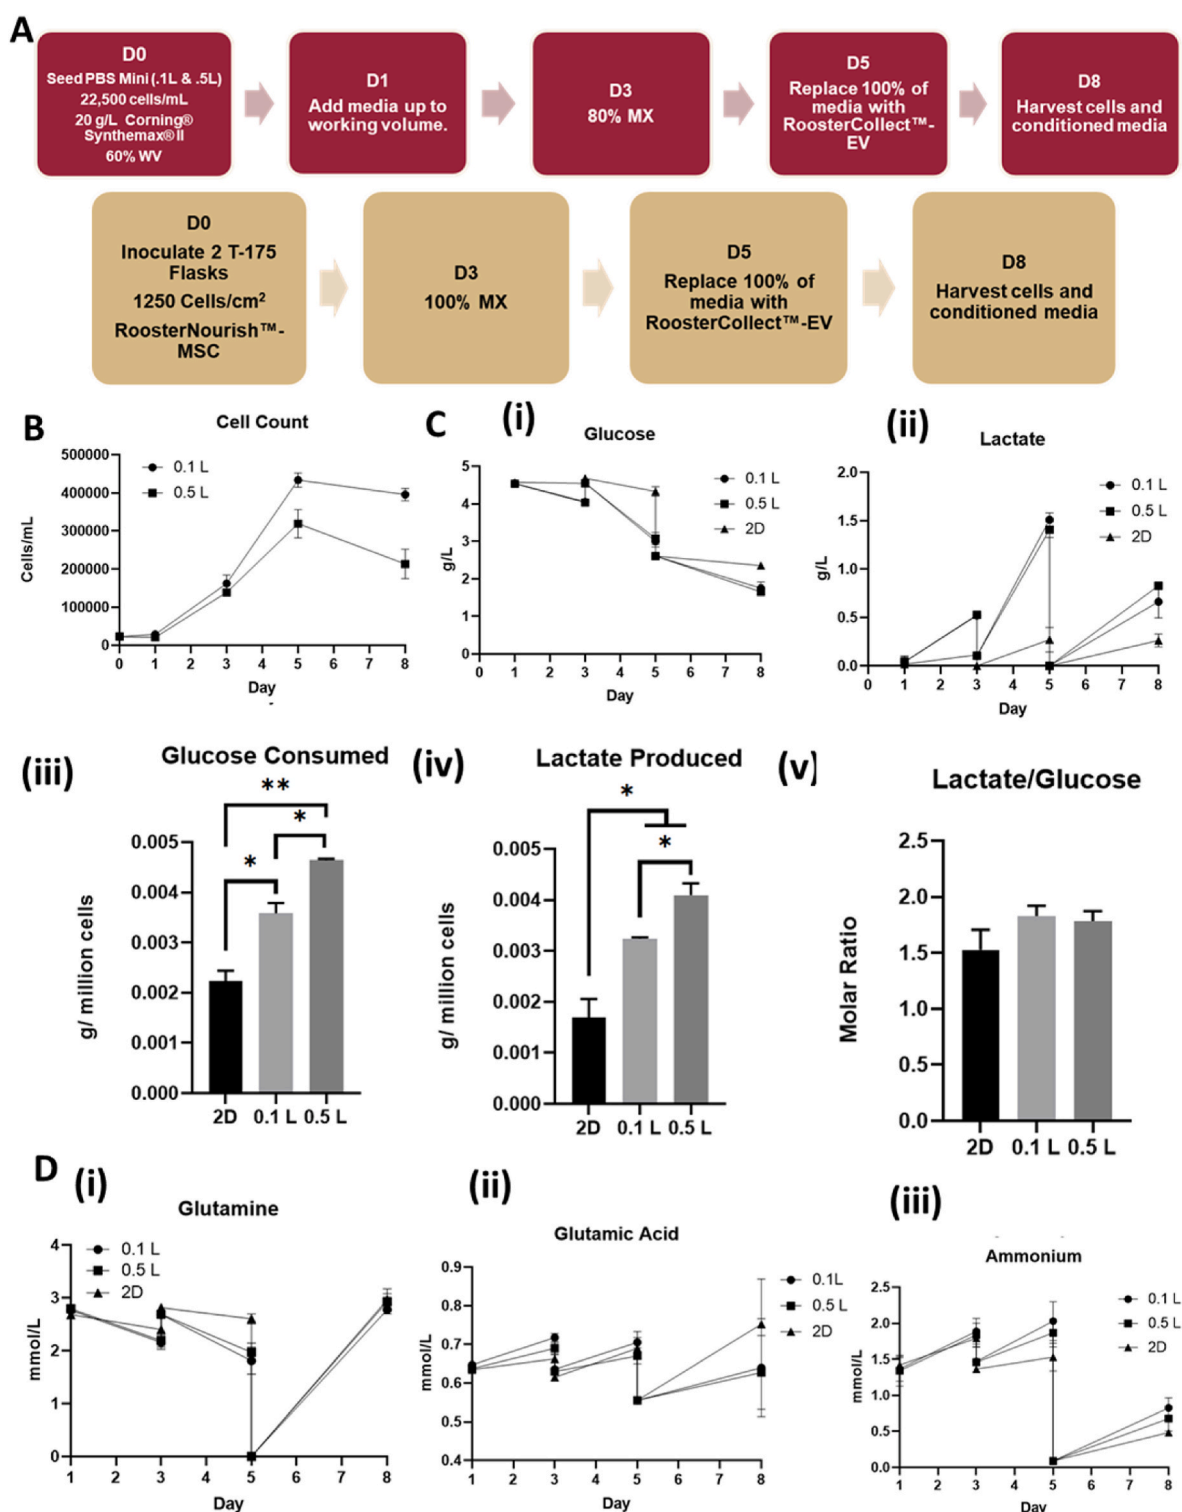 A
D0
Seed PBS Mini (.1L & .5L)
22,500 cells/mL
20 g/L Corning®
Synthemax®II
60% WV
D1
Add media up to
working volume.
D3
80% MX
D5
Replace 100% of
media with
RoosterCollect™-
EV
D8
Harvest cells and
conditioned media
D0
Inoculate 2 T-175
Flasks
1250 Cells/cm²
RoosterNourish™-
MSC
D3
100% MX
D5
Replace 100% of
media with
RoosterCollect™-EV
D8
Harvest cells and
conditioned media
B
Cell Count
500000
400000
300000
200000
100000
0
Cells/mL
0.1 L
0.5 L
0 1 2 3 4 5 6 7 8
Day
C
(i)
Glucose
5
4
3
2
1
0
g/L
0.1 L
0.5 L
2D
0 1 2 3 4 5 6 7 8
Day
(ii)
Lactate
2.0
1.5
1.0
0.5
0.0
g/L
0.1 L
0.5 L
2D
0 1 2 3 4 5 6 7 8
Day
(iii)
Glucose Consumed
**
*
*
0.005
0.004
0.003
0.002
0.001
0.000
g/ million cells
2D 0.1 L 0.5 L
(iv)
Lactate Produced
*
*
0.005
0.004
0.003
0.002
0.001
0.000
g/ million cells
2D 0.1 L 0.5 L
(v)
Lactate/Glucose
2.5
2.0
1.5
1.0
0.5
0.0
Molar Ratio
2D 0.1 L 0.5 L
D
(i)
Glutamine
4
3
2
1
0
mmol/L
0.1 L
0.5 L
2D
1 2 3 4 5 6 7 8
Day
(ii)
Glutamic Acid
0.9
0.8
0.7
0.6
0.5
0.4
mmol/L
0.1L
0.5 L
2D
1 2 3 4 5 6 7 8
Day
(iii)
Ammonium
2.5
2.0
1.5
1.0
0.5
0.0
mmol/L
0.1 L
0.5 L
2D
1 2 3 4 5 6 7 8
Day